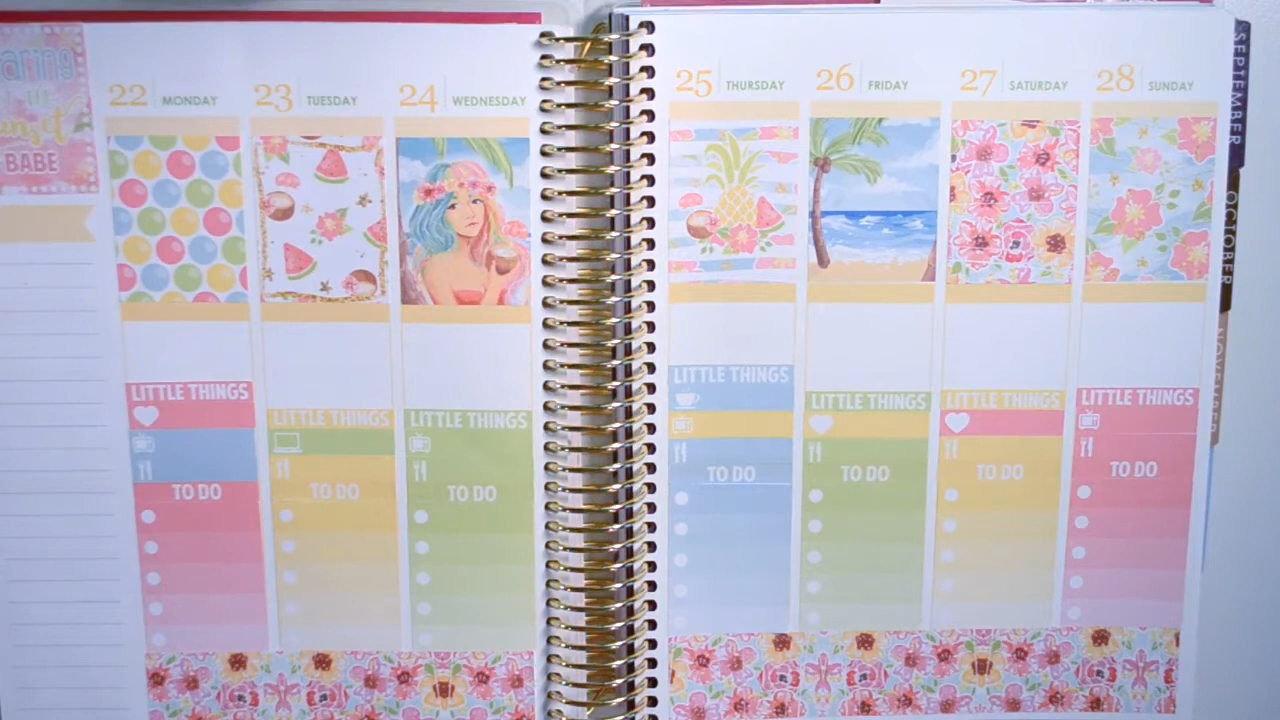 BABE
22 MONDAY
23 TUESDAY
24 WEDNESDAY
25 THURSDAY
26 FRIDAY
27 SATURDAY
28 SUNDAY
LITTLE THINGS
LITTLE THINGS
LITTLE THINGS
LITTLE THINGS
LITTLE THINGS
LITTLE THINGS
LITTLE THINGS
TO DO
TO DO
TO DO
TO DO
TO DO
TO DO
TO DO
SEPTEMBER
OCTOBER
NOVEMBER